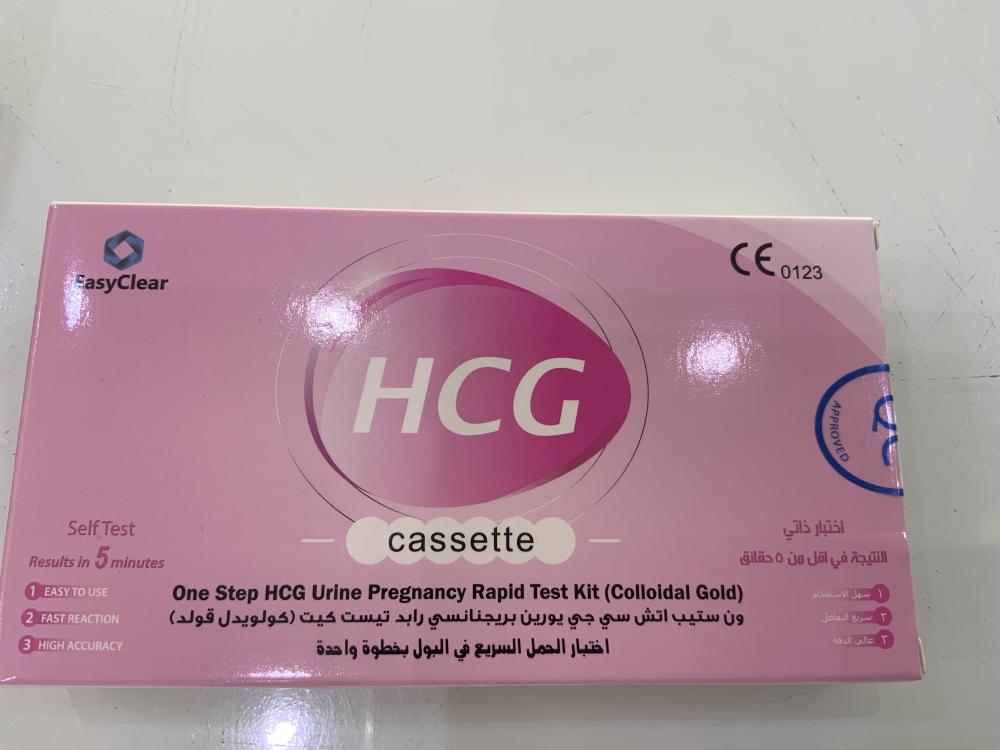 EasyClear
CE 0123
HCG
APPROVED
cassette
Self Test
Results in 5 minutes
1 EASY TO USE
2 FAST REACTION
3 HIGH ACCURACY
اختبار ذاتي
النتيجة في اقل من ٥ دقائق
١ سهل الاستخدام
٢ سريع التفاعل
٣ عالي الدقه
One Step HCG Urine Pregnancy Rapid Test Kit (Colloidal Gold)
ون ستيب اتش سي جي يورين بريجنانسي رابد تيست كيت (كولويدل قولد)
اختبار الحمل السريع في البول بخطوة واحدة